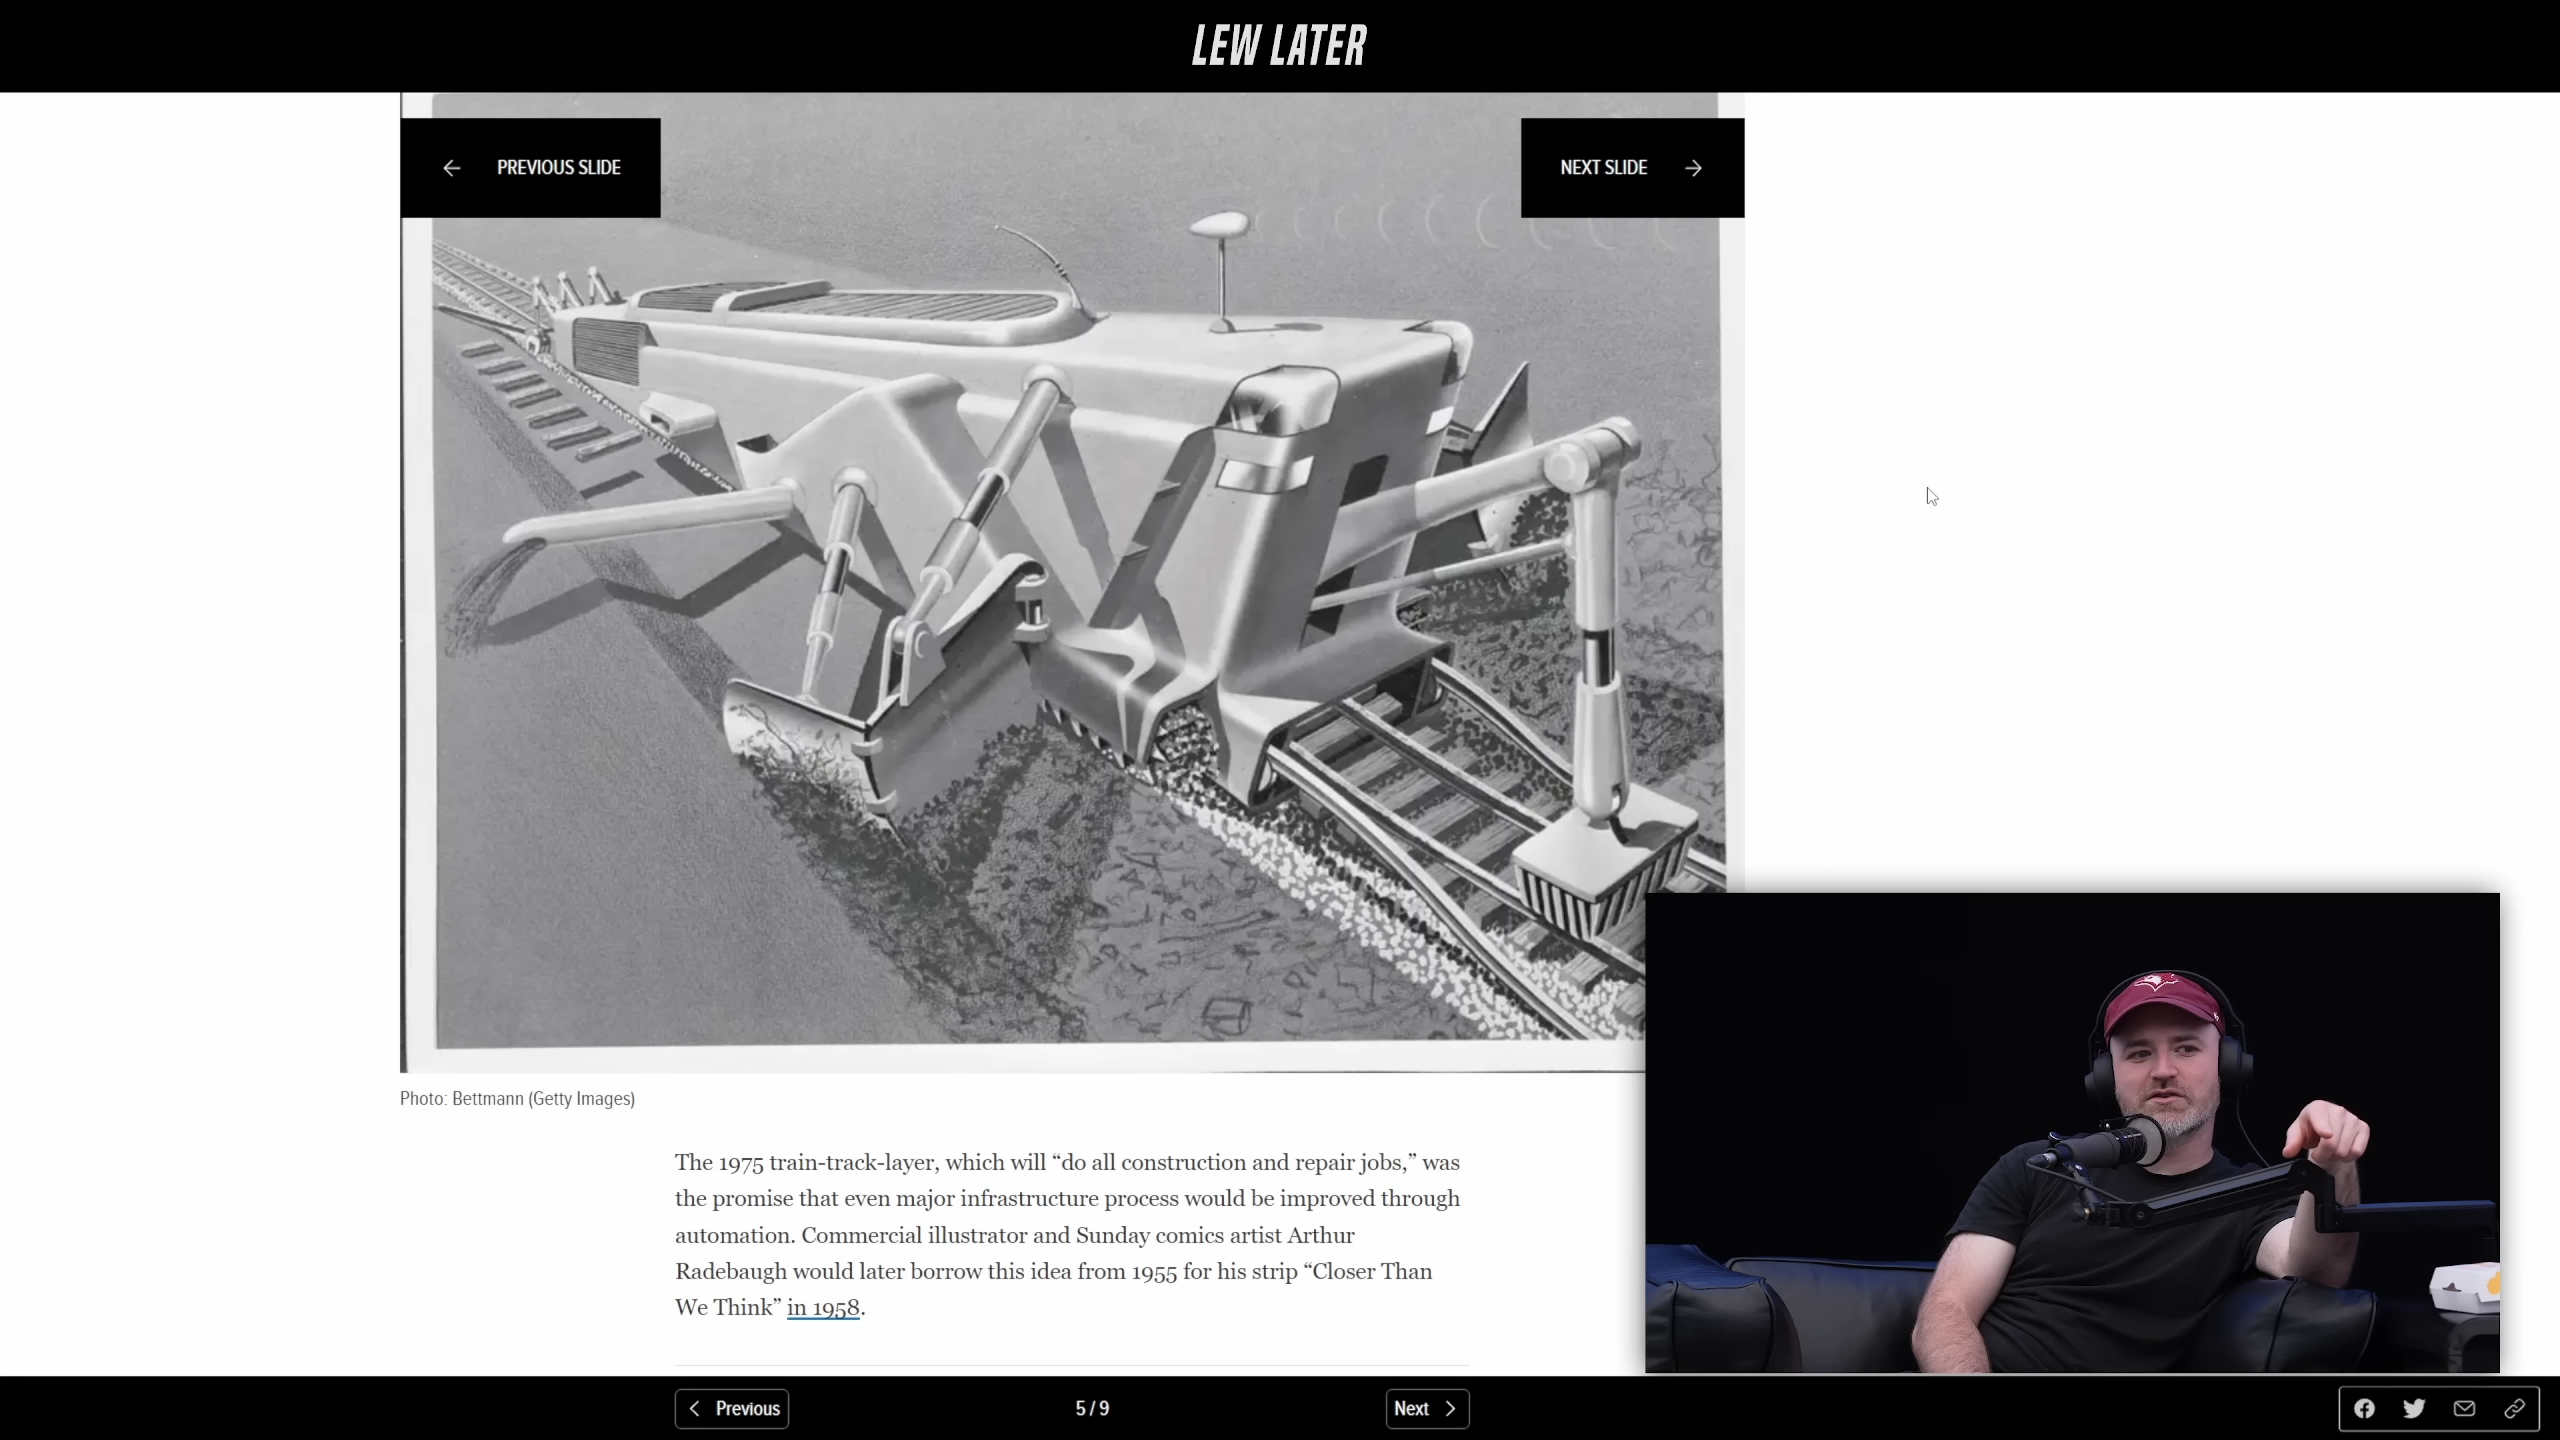 LEW LATER
PREVIOUS SLIDE
NEXT SLIDE
Photo: Bettmann (Getty Images)
The 1975 train-track-layer, which will “do all construction and repair jobs,” was
the promise that even major infrastructure process would be improved through
automation. Commercial illustrator and Sunday comics artist Arthur
Radebaugh would later borrow this idea from 1955 for his strip “Closer Than
We Think” in 1958.
Previous
5 / 9
Next